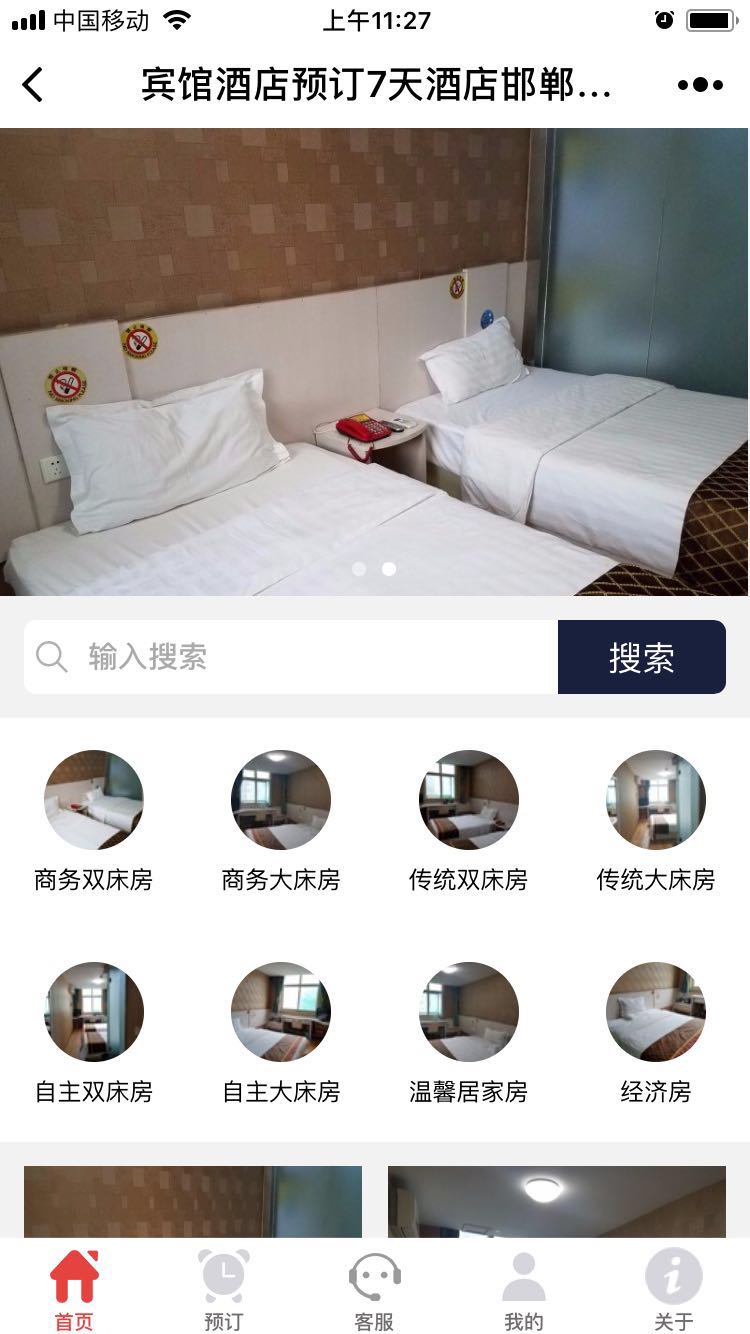 中国移动
上午11:27
宾馆酒店预订7天酒店邯郸...
输入搜索
搜索
商务双床房
商务大床房
传统双床房
传统大床房
自主双床房
自主大床房
温馨居家房
经济房
首页
预订
客服
我的
关于